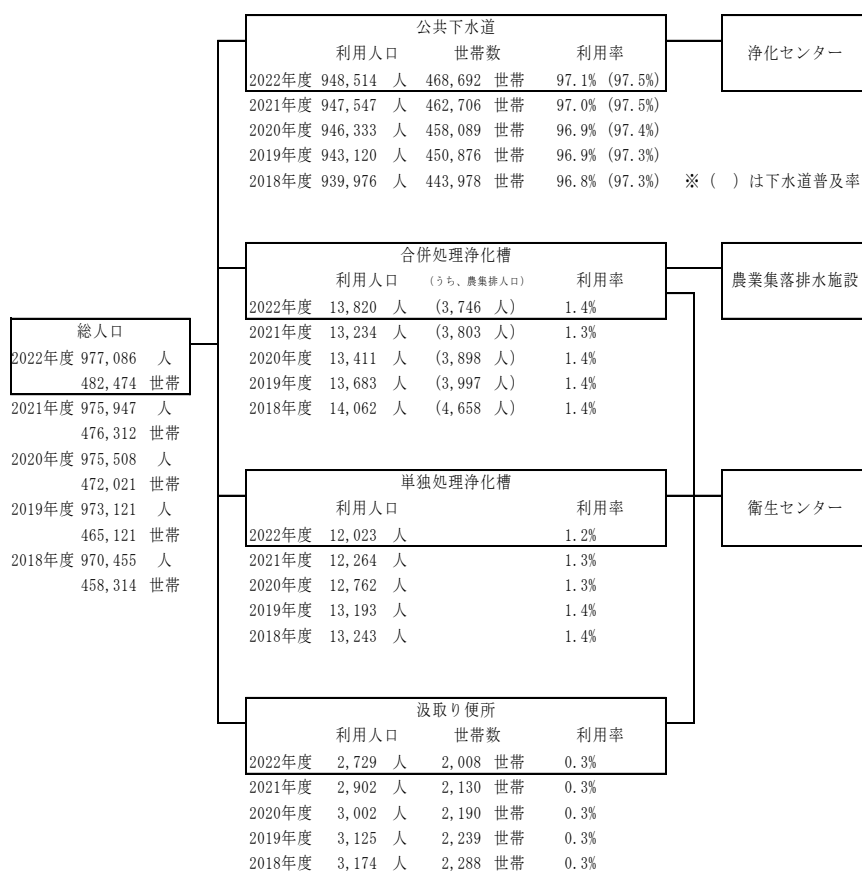 公共下水道
利用人口 世帯数 利用率
2022年度 948,514 人 468,692 世帯 97.1% (97.5%)
2021年度 947,547 人 462,706 世帯 97.0% (97.5%)
2020年度 946,333 人 458,089 世帯 96.9% (97.4%)
2019年度 943,120 人 450,876 世帯 96.9% (97.3%)
2018年度 939,976 人 443,978 世帯 96.8% (97.3%) ※ ( ) は下水道普及率
浄化センター
合併処理浄化槽
利用人口 (うち、農集排人口) 利用率
2022年度 13,820 人 (3,746 人) 1.4%
2021年度 13,234 人 (3,803 人) 1.3%
2020年度 13,411 人 (3,898 人) 1.4%
2019年度 13,683 人 (3,997 人) 1.4%
2018年度 14,062 人 (4,658 人) 1.4%
農業集落排水施設
総人口
2022年度 977,086 人
482,474 世帯
2021年度 975,947 人
476,312 世帯
2020年度 975,508 人
472,021 世帯
2019年度 973,121 人
465,121 世帯
2018年度 970,455 人
458,314 世帯
単独処理浄化槽
利用人口 利用率
2022年度 12,023 人 1.2%
2021年度 12,264 人 1.3%
2020年度 12,762 人 1.3%
2019年度 13,193 人 1.4%
2018年度 13,243 人 1.4%
衛生センター
汲取り便所
利用人口 世帯数 利用率
2022年度 2,729 人 2,008 世帯 0.3%
2021年度 2,902 人 2,130 世帯 0.3%
2020年度 3,002 人 2,190 世帯 0.3%
2019年度 3,125 人 2,239 世帯 0.3%
2018年度 3,174 人 2,288 世帯 0.3%